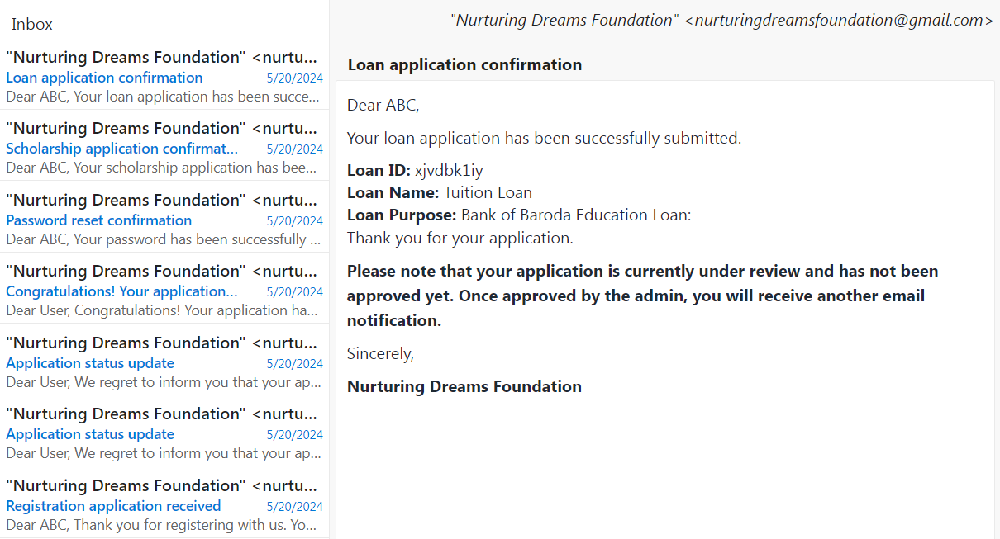 Inbox
"Nurturing Dreams Foundation" <nurtu...
Loan application confirmation 5/20/2024
Dear ABC, Your loan application has been succe...
"Nurturing Dreams Foundation" <nurtu...
Scholarship application confirmat... 5/20/2024
Dear ABC, Your scholarship application has bee...
"Nurturing Dreams Foundation" <nurtu...
Password reset confirmation 5/20/2024
Dear ABC, Your password has been successfully ...
"Nurturing Dreams Foundation" <nurtu...
Congratulations! Your application... 5/20/2024
Dear User, Congratulations! Your application ha...
"Nurturing Dreams Foundation" <nurtu...
Application status update 5/20/2024
Dear User, We regret to inform you that your ap...
"Nurturing Dreams Foundation" <nurtu...
Application status update 5/20/2024
Dear User, We regret to inform you that your ap...
"Nurturing Dreams Foundation" <nurtu...
Registration application received 5/20/2024
Dear ABC, Thank you for registering with us. Yo...
"Nurturing Dreams Foundation" <nurturingdreamsfoundation@gmail.com>
Loan application confirmation
Dear ABC,
Your loan application has been successfully submitted.
Loan ID: xjvdbk1iy
Loan Name: Tuition Loan
Loan Purpose: Bank of Baroda Education Loan:
Thank you for your application.
Please note that your application is currently under review and has not been
approved yet. Once approved by the admin, you will receive another email
notification.
Sincerely,
Nurturing Dreams Foundation